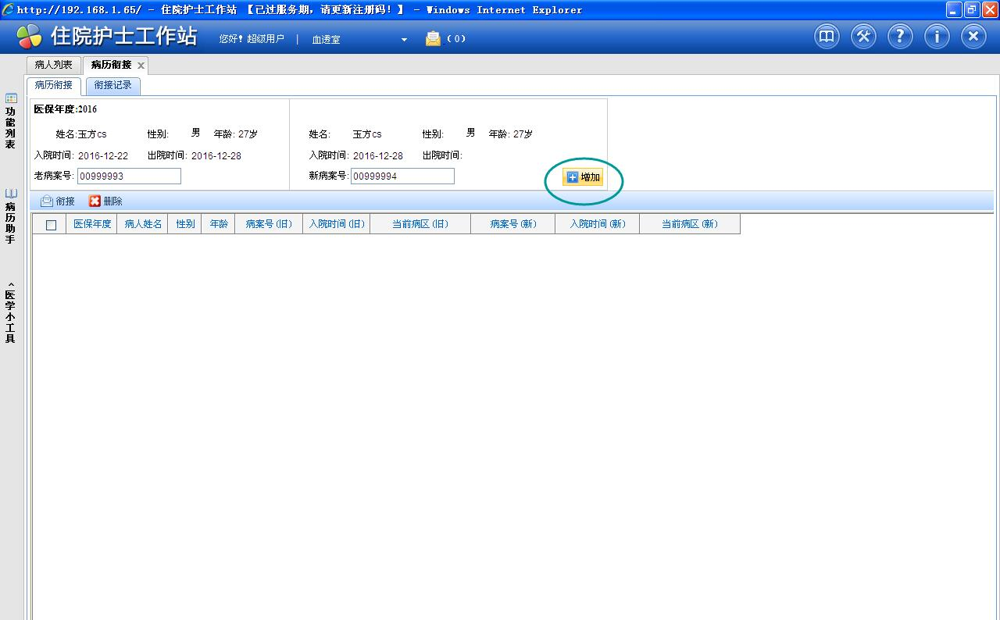 http://192.168.1.65/ - 住院护士工作站 【已过服务期，请更新注册码！】 - Windows Internet Explorer
住院护士工作站 您好！超级用户 | 血透室 (0)
病人列表 病历衔接
病历衔接 衔接记录
功能列表
病历助手
医学小工具
医保年度:2016
姓名:玉方cs 性别: 男 年龄: 27岁 姓名: 玉方cs 性别: 男 年龄: 27岁
入院时间: 2016-12-22 出院时间: 2016-12-28 入院时间: 2016-12-28 出院时间:
老病案号: 00999993 新病案号: 00999994 增加
衔接 删除
医保年度 病人姓名 性别 年龄 病案号(旧) 入院时间(旧) 当前病区(旧) 病案号(新) 入院时间(新) 当前病区(新)